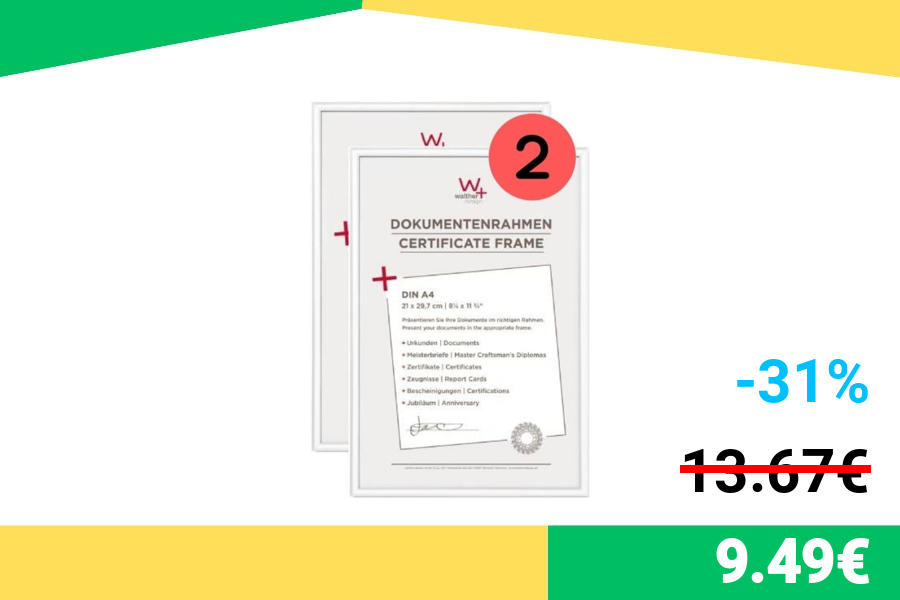 W
2
W+
walther
design
DOKUMENTENRAHMEN
CERTIFICATE FRAME
DIN A4
21 x 29,7 cm | 8¼ x 11 ¾"
Präsentieren Sie Ihre Dokumente im richtigen Rahmen.
Present your documents in the appropriate frame.
• Urkunden | Documents
• Meisterbriefe | Master Craftsman's Diplomas
• Zertifikate | Certificates
• Zeugnisse | Report Cards
• Bescheinigungen | Certifications
• Jubiläum | Anniversary
-31%
13.67€
9.49€